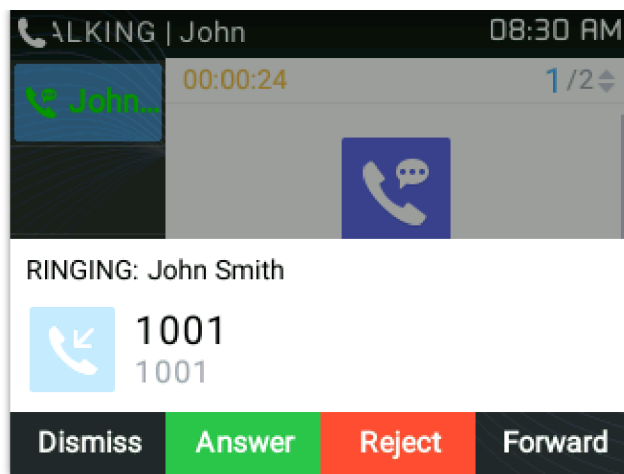 ALKING | John 08:30 AM
John...
00:00:24 1/2
RINGING: John Smith
1001
1001
Dismiss Answer Reject Forward